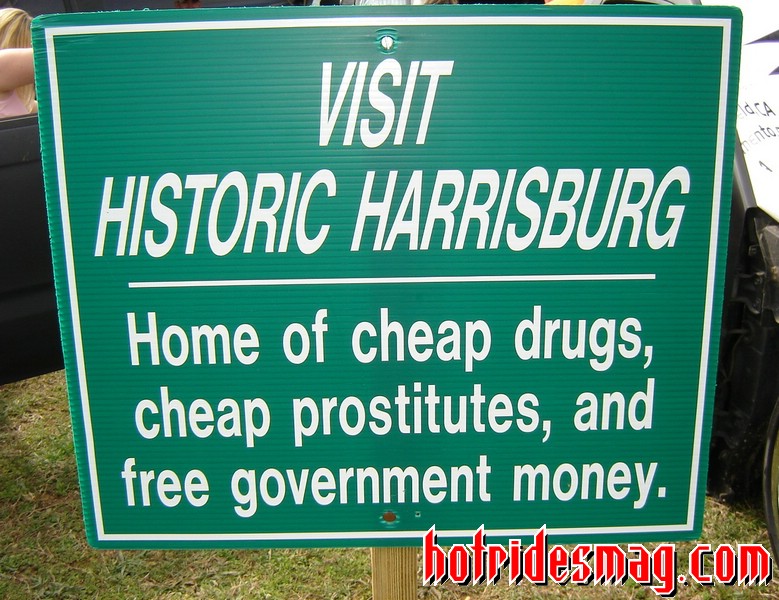 VISIT
HISTORIC HARRISBURG
Home of cheap drugs,
cheap prostitutes, and
free government money.
hotridesmag.com